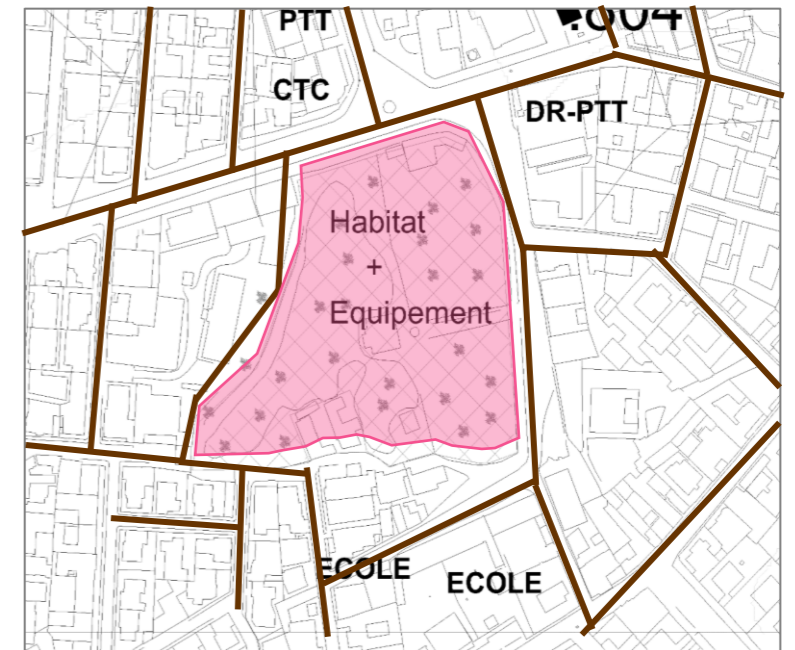 PTT
CTC
DR-PTT
Habitat
+
Equipement
ECOLE
ECOLE